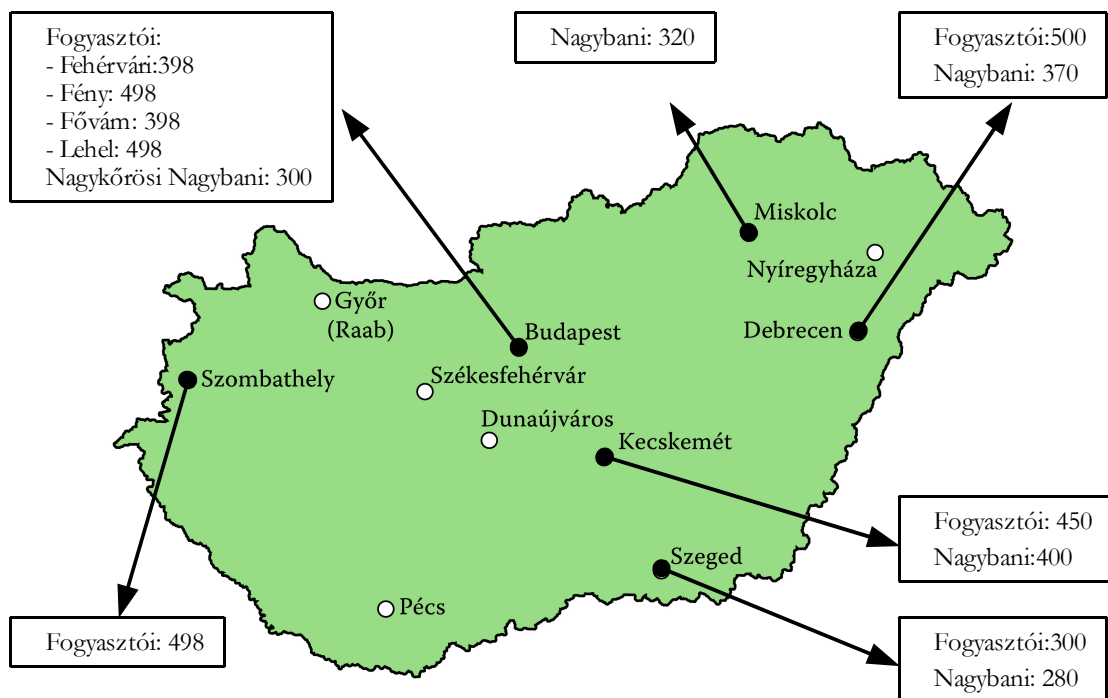 Fogyasztói:
- Fehérvári:398
- Fény: 498
- Fővám: 398
- Lehel: 498
Nagykőrösi Nagybani: 300
Nagybani: 320
Fogyasztói:500
Nagybani: 370
Miskolc
Nyíregyháza
Győr
(Raab)
Budapest
Debrecen
Szombathely
Székesfehérvár
Dunaújváros
Kecskemét
Fogyasztói: 450
Nagybani:400
Szeged
Pécs
Fogyasztói: 498
Fogyasztói:300
Nagybani: 280